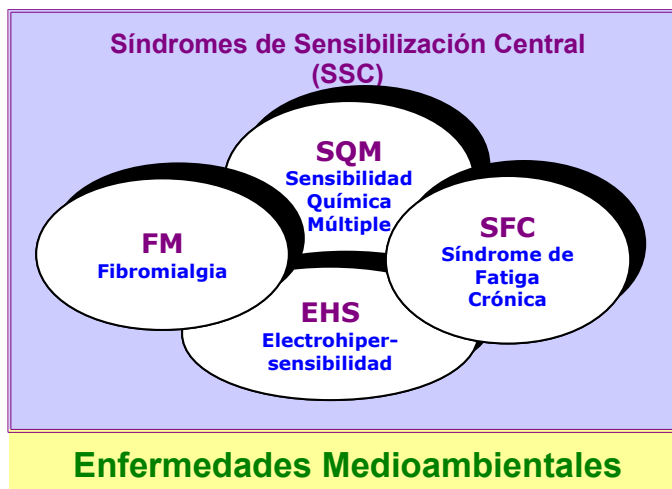 Síndromes de Sensibilización Central
(SSC)
SQM
Sensibilidad
Química
Múltiple
FM
Fibromialgia
SFC
Síndrome de
Fatiga
Crónica
EHS
Electrohiper-
sensibilidad
Enfermedades Medioambientales